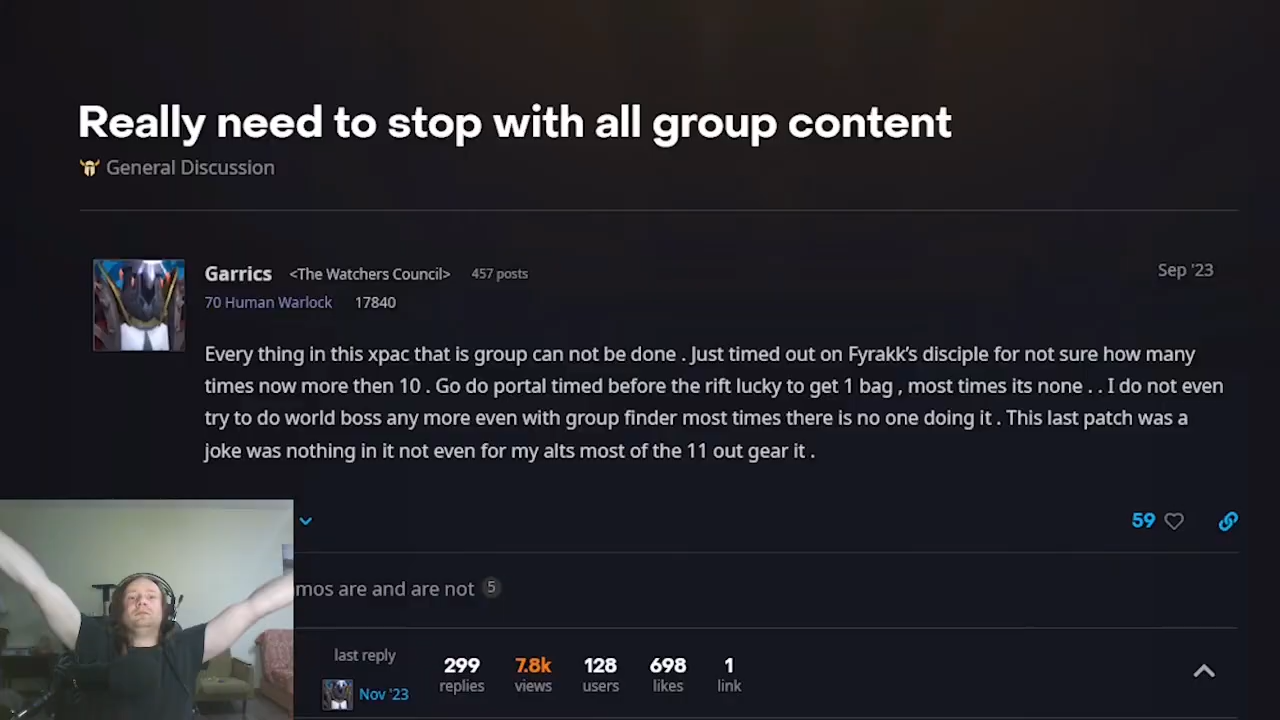 Really need to stop with all group content
General Discussion
Garrics <The Watchers Council> 457 posts
Sep '23
70 Human Warlock 17840
Every thing in this xpac that is group can not be done . Just timed out on Fyrakk’s disciple for not sure how many
times now more then 10 . Go do portal timed before the rift lucky to get 1 bag , most times its none . . I do not even
try to do world boss any more even with group finder most times there is no one doing it . This last patch was a
joke was nothing in it not even for my alts most of the 11 out gear it .
59
mos are and are not 5
last reply
Nov '23
299 7.8k 128 698 1
replies views users likes link